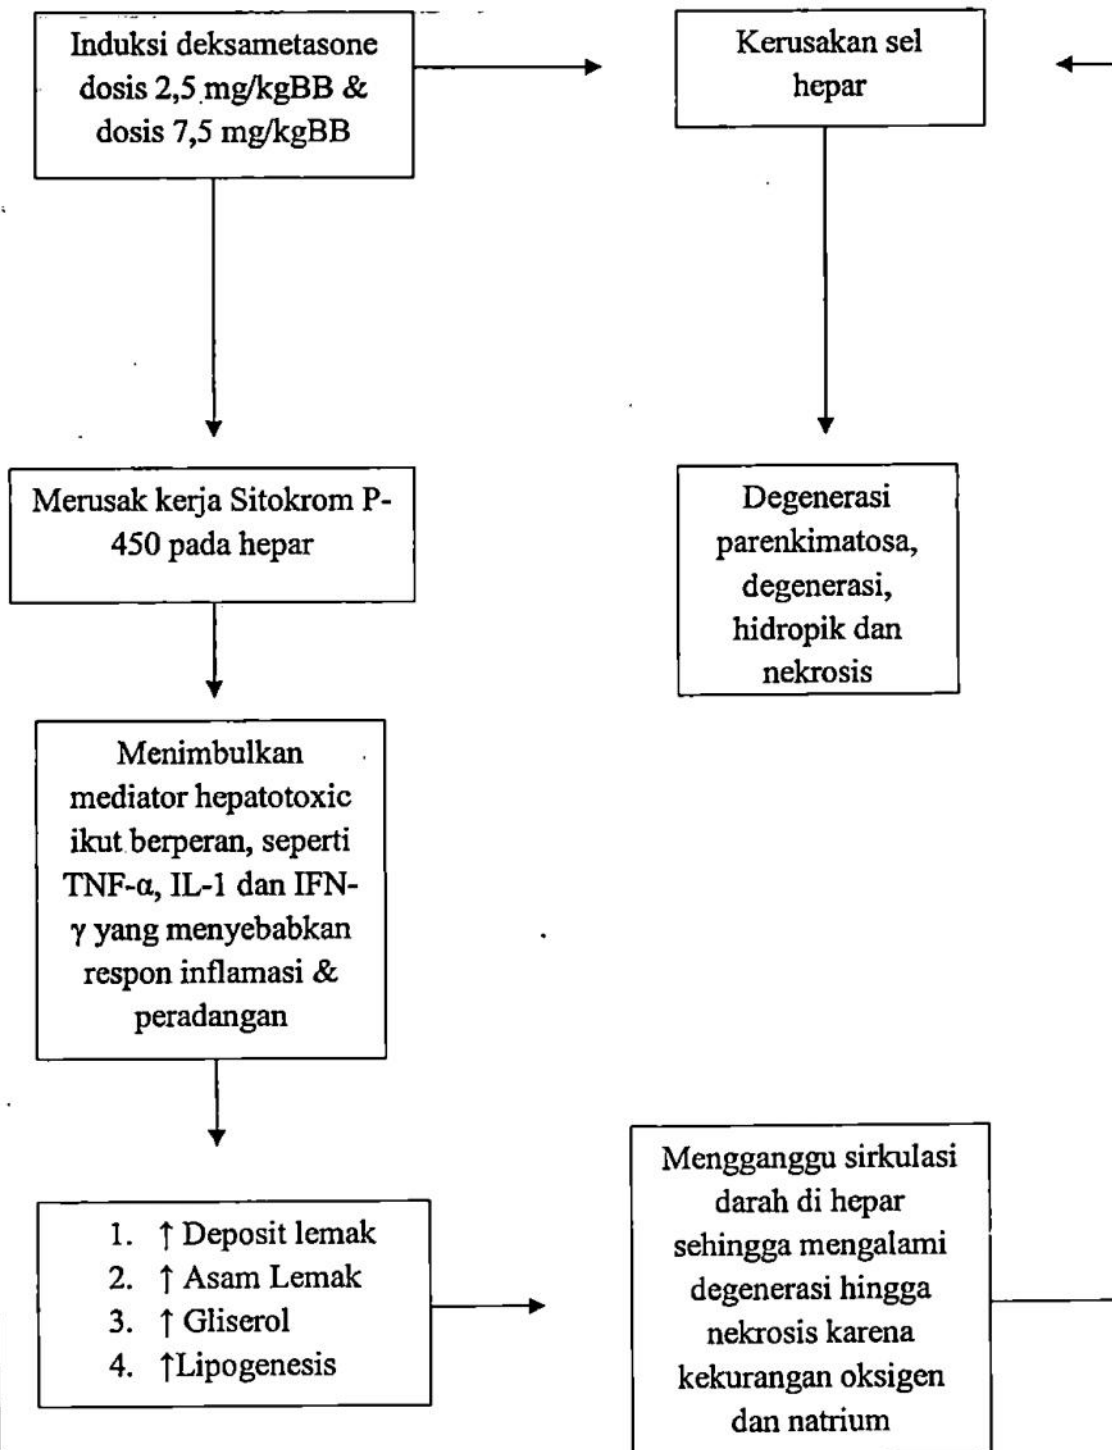 Induksi deksametasone
dosis 2,5 mg/kgBB &
dosis 7,5 mg/kgBB
Kerusakan sel
hepar
Merusak kerja Sitokrom P-
450 pada hepar
Degenerasi
parenkimatosa,
degenerasi,
hidropik dan
nekrosis
Menimbulkan
mediator hepatotoxic
ikut berperan, seperti
TNF-α, IL-1 dan IFN-
γ yang menyebabkan
respon inflamasi &
peradangan
1. ↑ Deposit lemak
2. ↑ Asam Lemak
3. ↑ Gliserol
4. ↑Lipogenesis
Mengganggu sirkulasi
darah di hepar
sehingga mengalami
degenerasi hingga
nekrosis karena
kekurangan oksigen
dan natrium